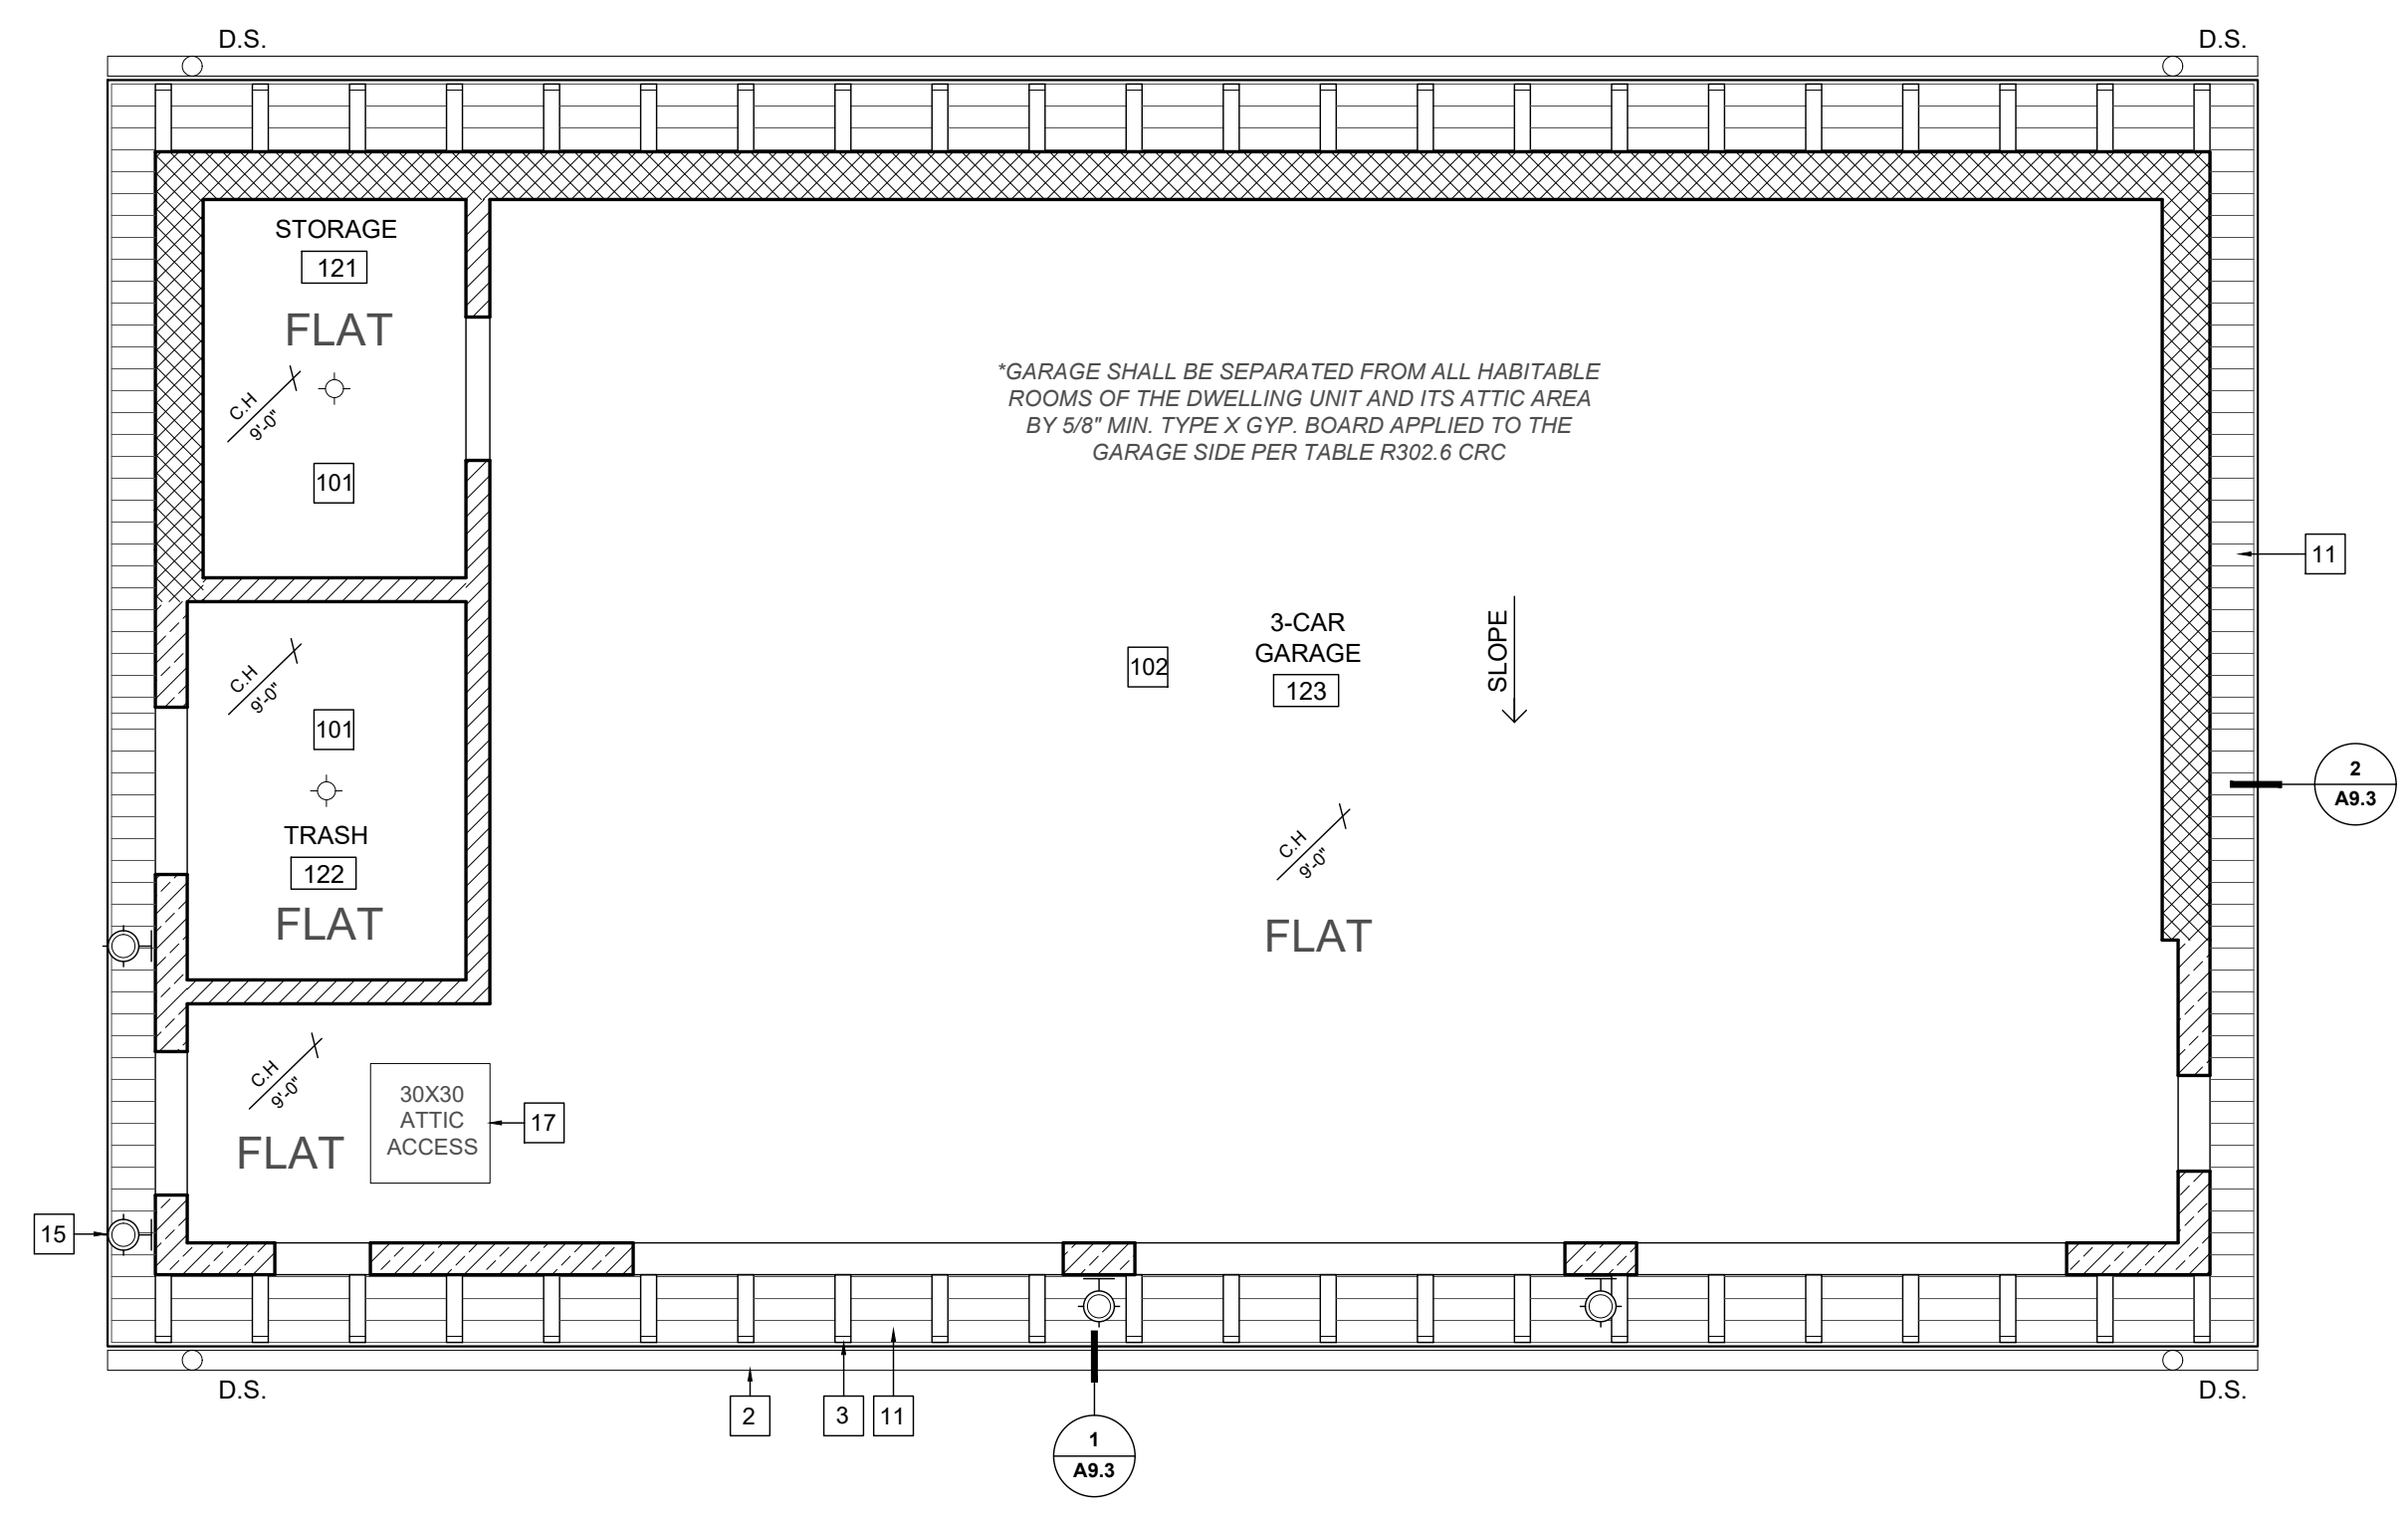 D.S.
D.S.
STORAGE
121
FLAT
C.H
9'-0"
101
*GARAGE SHALL BE SEPARATED FROM ALL HABITABLE
ROOMS OF THE DWELLING UNIT AND ITS ATTIC AREA
BY 5/8" MIN. TYPE X GYP. BOARD APPLIED TO THE
GARAGE SIDE PER TABLE R302.6 CRC
11
3-CAR
GARAGE
123
102
SLOPE
C.H
9'-0"
101
2
A9.3
TRASH
122
FLAT
C.H
9'-0"
FLAT
C.H
9'-0"
FLAT
30X30
ATTIC
ACCESS
17
15
D.S.
D.S.
2
3
11
1
A9.3